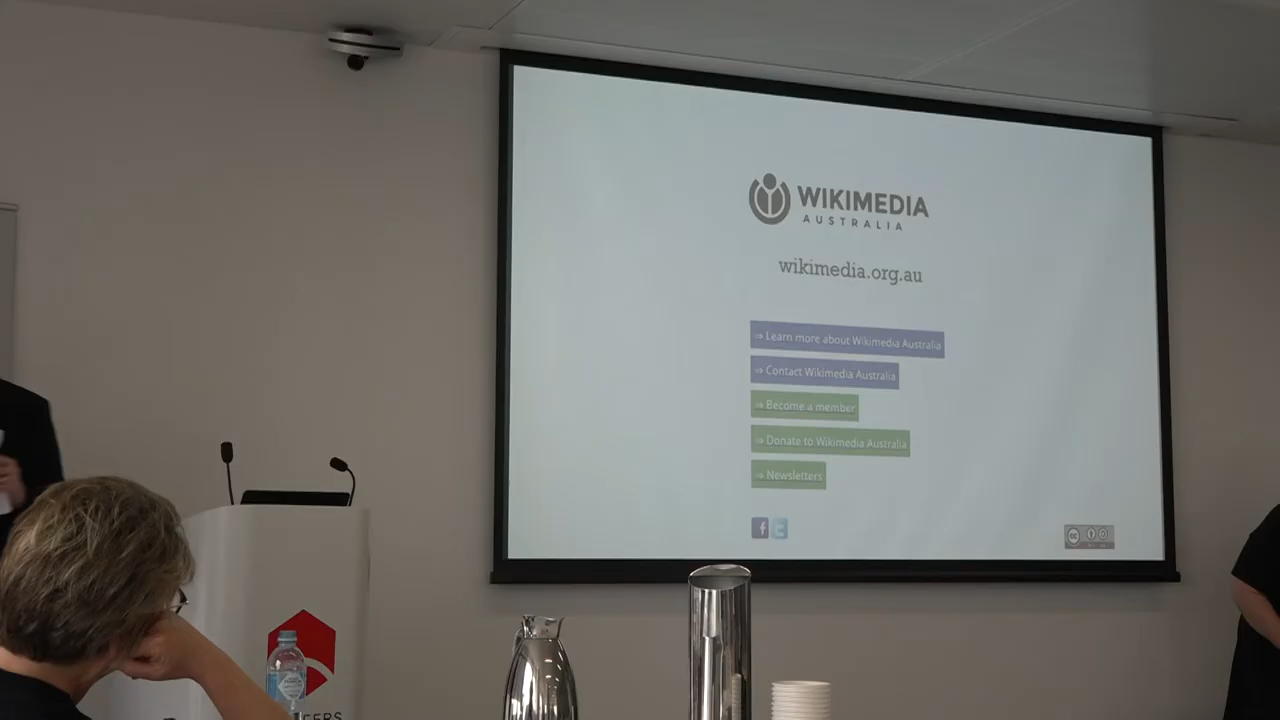 WIKIMEDIA
AUSTRALIA
wikimedia.org.au
⇒ Learn more about Wikimedia Australia
⇒ Contact Wikimedia Australia
⇒ Become a member
⇒ Donate to Wikimedia Australia
⇒ Newsletters
f t
cc